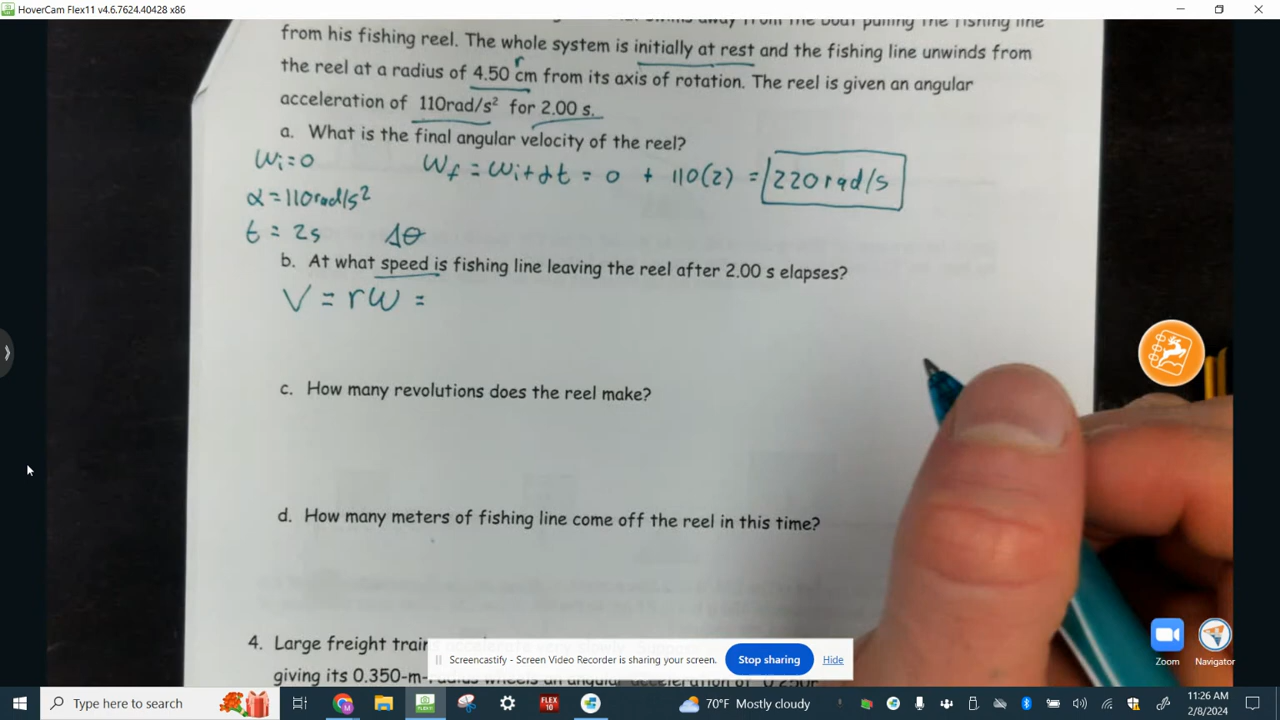 HoverCam Flex11 v4.6.7624.40428 x86
from his fishing reel. The whole system is initially at rest and the fishing line unwinds from
r
the reel at a radius of 4.50 cm from its axis of rotation. The reel is given an angular
acceleration of 110rad/s² for 2.00 s.
a. What is the final angular velocity of the reel?
ωi=0 ωf = ωi+αt = 0 + 110(2) = 220 rad/s
α=110rad/s²
t = 2s Δθ
b. At what speed is fishing line leaving the reel after 2.00 s elapses?
V = rω =
c. How many revolutions does the reel make?
d. How many meters of fishing line come off the reel in this time?
4. Large freight
giving its 0.350-m-
Screencastify - Screen Video Recorder is sharing your screen. Stop sharing Hide
Zoom Navigator
Type here to search
FLEX 10
70°F Mostly cloudy
11:26 AM
2/8/2024